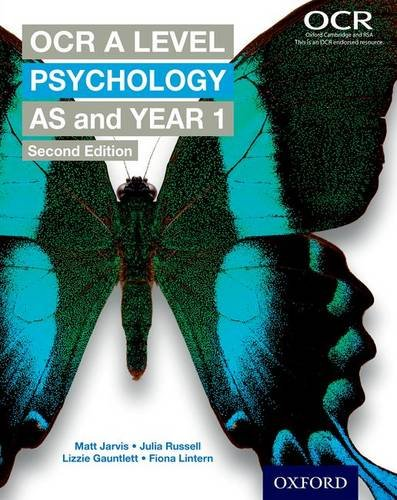 OCR A LEVEL
PSYCHOLOGY
AS and YEAR 1
Second Edition
OCR
Oxford Cambridge and RSA
This is an OCR endorsed resource
Matt Jarvis • Julia Russell
Lizzie Gauntlett • Fiona Lintern
OXFORD